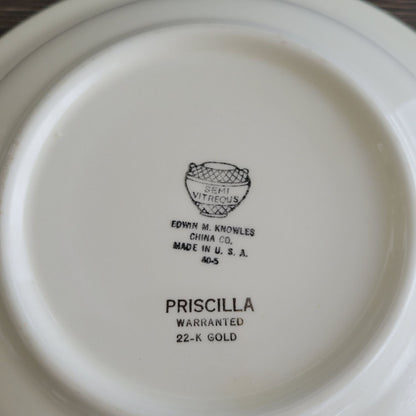 SEMI
VITREOUS
EDWIN M. KNOWLES
CHINA CO.
MADE IN U. S. A.
40-5
PRISCILLA
WARRANTED
22-K GOLD